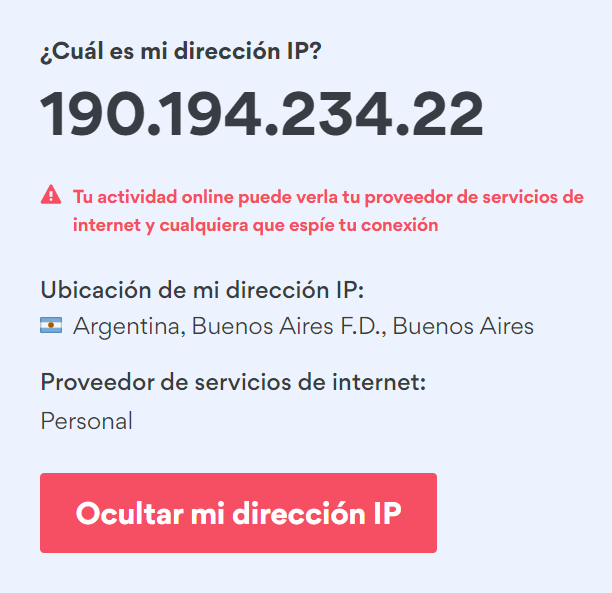 ¿Cuál es mi dirección IP?
190.194.234.22
Tu actividad online puede verla tu proveedor de servicios de
internet y cualquiera que espíe tu conexión
Ubicación de mi dirección IP:
Argentina, Buenos Aires F.D., Buenos Aires
Proveedor de servicios de internet:
Personal
Ocultar mi dirección IP